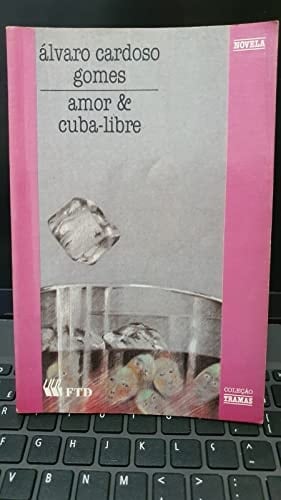 álvaro cardoso
gomes
amor &
cuba-libre
NOVELA
FTD
COLEÇÃO
TRAMAS